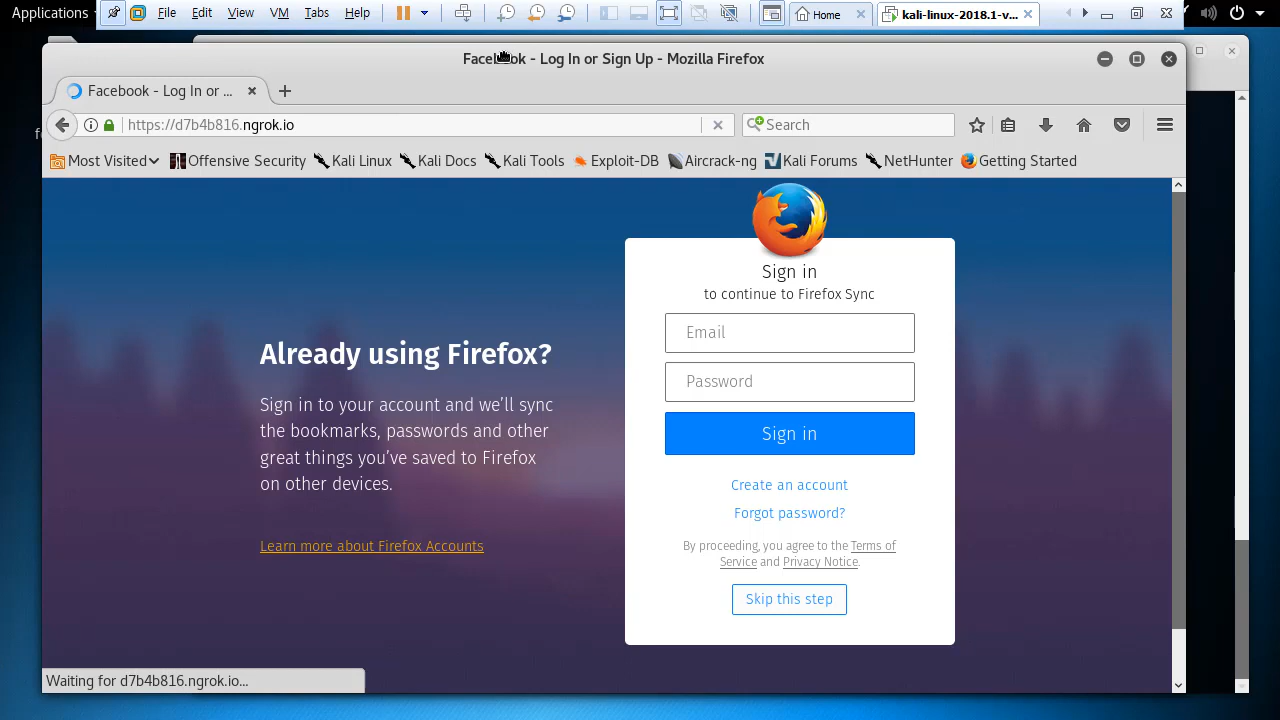 Applications File Edit View VM Tabs Help Home kali-linux-2018.1-v...
Facebook - Log In or Sign Up - Mozilla Firefox
Facebook - Log In or ...
https://d7b4b816.ngrok.io Search
Most Visited Offensive Security Kali Linux Kali Docs Kali Tools Exploit-DB Aircrack-ng Kali Forums NetHunter Getting Started
Sign in
to continue to Firefox Sync
Email
Password
Sign in
Create an account
Forgot password?
By proceeding, you agree to the Terms of
Service and Privacy Notice.
Skip this step
Already using Firefox?
Sign in to your account and we’ll sync
the bookmarks, passwords and other
great things you’ve saved to Firefox
on other devices.
Learn more about Firefox Accounts
Waiting for d7b4b816.ngrok.io...